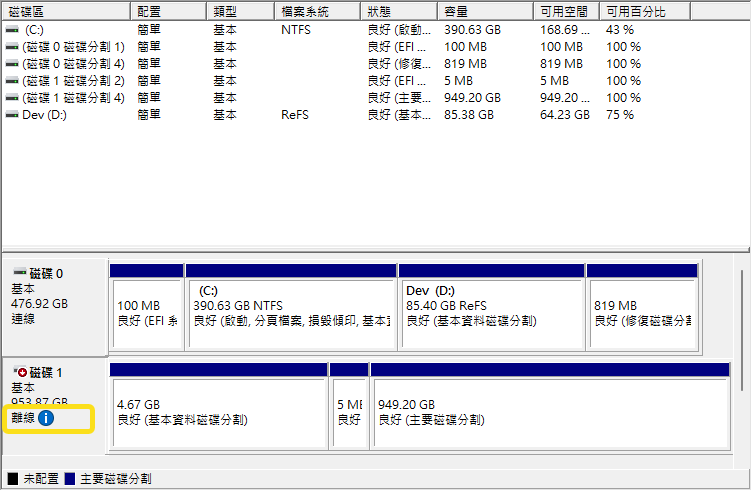 磁碟區 配置 類型 檔案系統 狀態 容量 可用空間 可用百分比
(C:) 簡單 基本 NTFS 良好 (啟動... 390.63 GB 168.69 ... 43 %
(磁碟 0 磁碟分割 1) 簡單 基本 良好 (EFI ... 100 MB 100 MB 100 %
(磁碟 0 磁碟分割 4) 簡單 基本 良好 (修復... 819 MB 819 MB 100 %
(磁碟 1 磁碟分割 2) 簡單 基本 良好 (EFI ... 5 MB 5 MB 100 %
(磁碟 1 磁碟分割 4) 簡單 基本 良好 (主要... 949.20 GB 949.20 ... 100 %
Dev (D:) 簡單 基本 ReFS 良好 (基本... 85.38 GB 64.23 GB 75 %
磁碟 0
基本
476.92 GB
連線
100 MB
良好 (EFI 系
(C:)
390.63 GB NTFS
良好 (啟動, 分頁檔案, 損毀傾印, 基本資
Dev (D:)
85.40 GB ReFS
良好 (基本資料磁碟分割)
819 MB
良好 (修復磁碟分割
磁碟 1
基本
953.87 GB
離線
4.67 GB
良好 (基本資料磁碟分割)
5 MB
良好
949.20 GB
良好 (主要磁碟分割)
未配置 主要磁碟分割